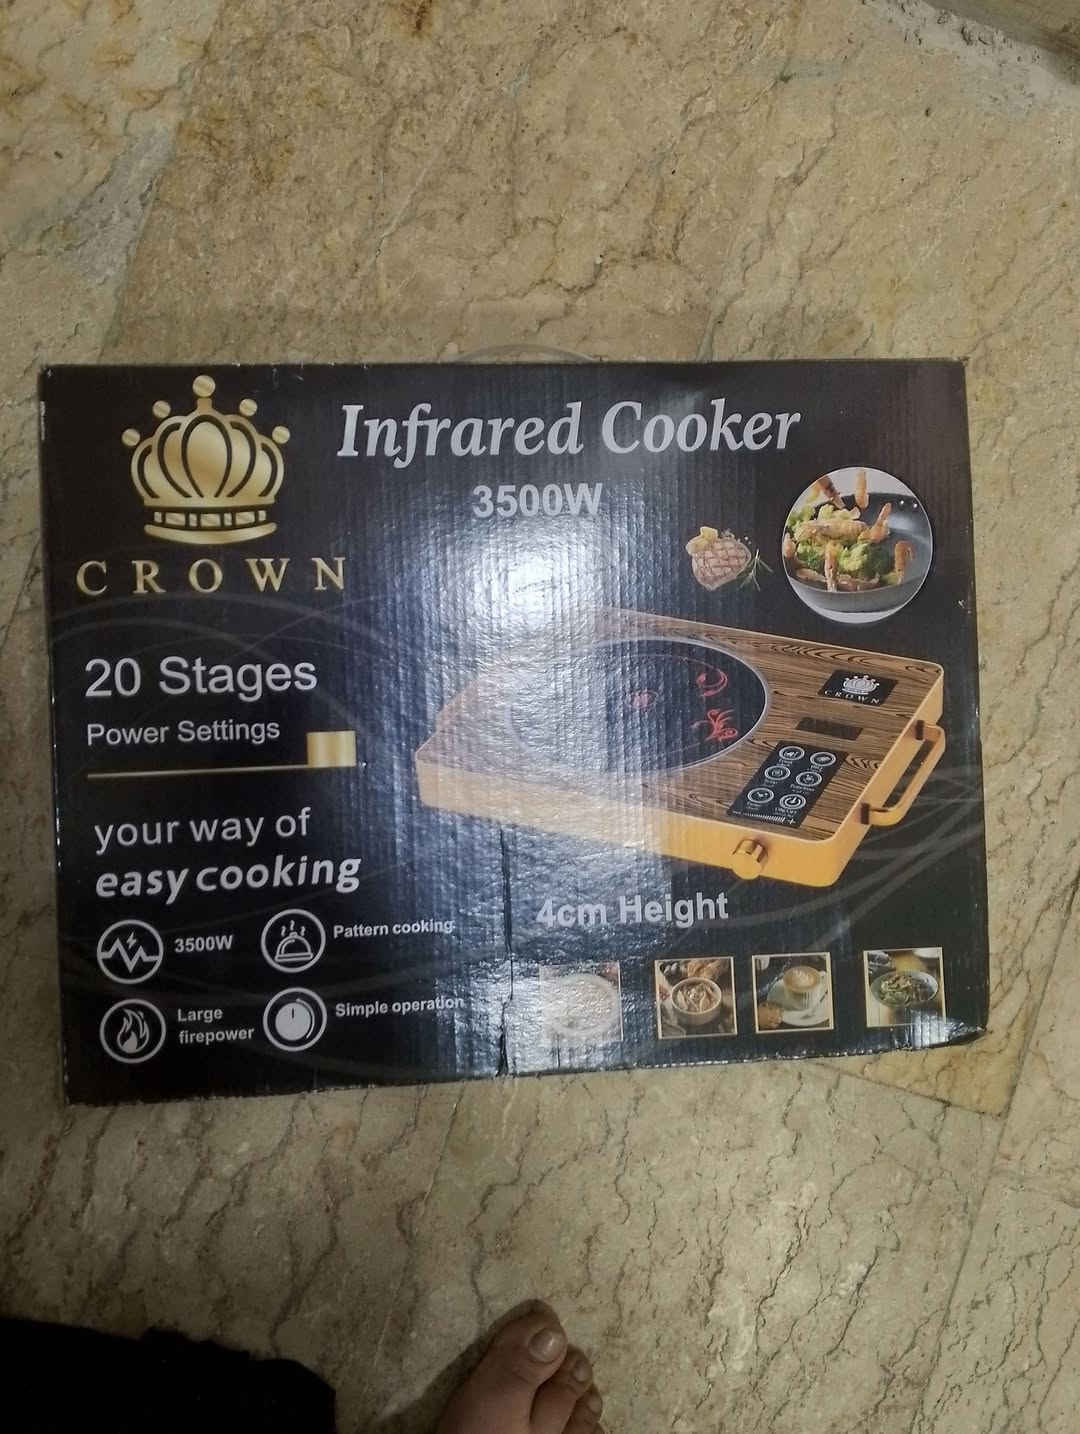 Infrared Cooker
3500W
CROWN
20 Stages
Power Settings
your way of
easy cooking
3500W
Pattern cooking
Large
firepower
Simple operation
4cm Height
CROWN